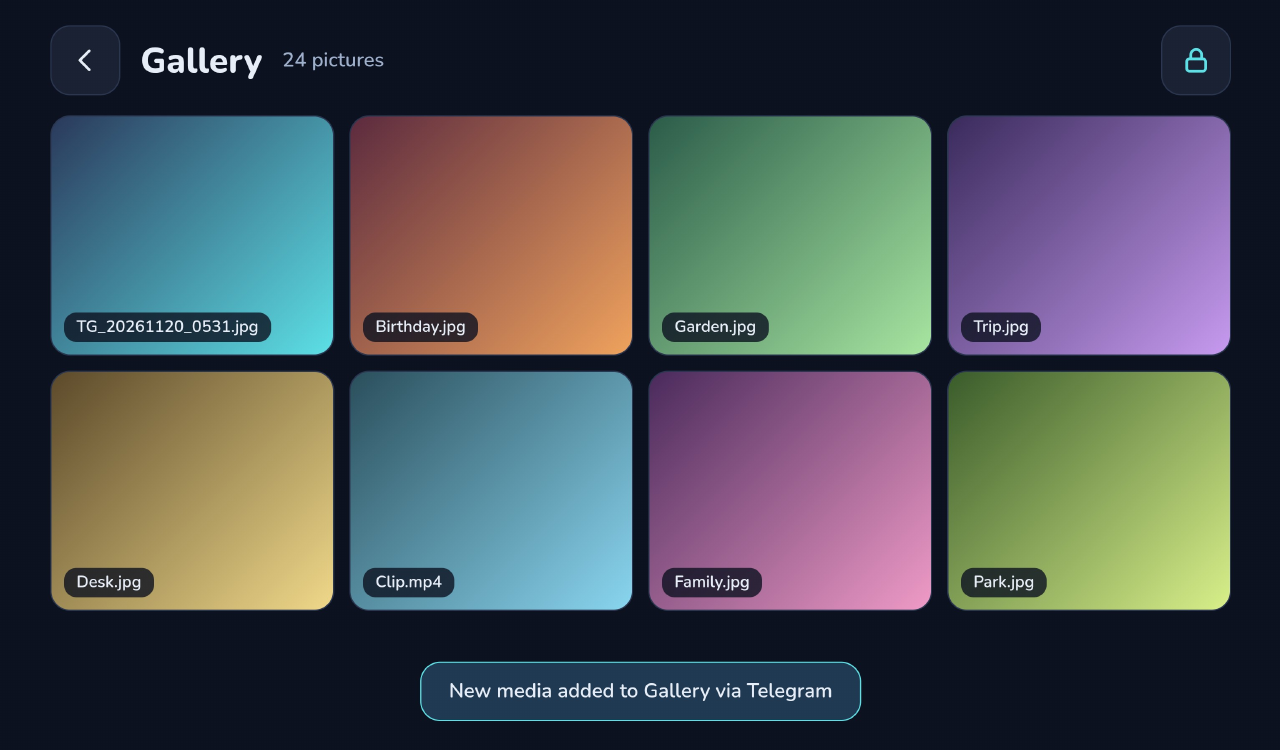 Gallery
24 pictures
TG_20261120_0531.jpg
Birthday.jpg
Garden.jpg
Trip.jpg
Desk.jpg
Clip.mp4
Family.jpg
Park.jpg
New media added to Gallery via Telegram